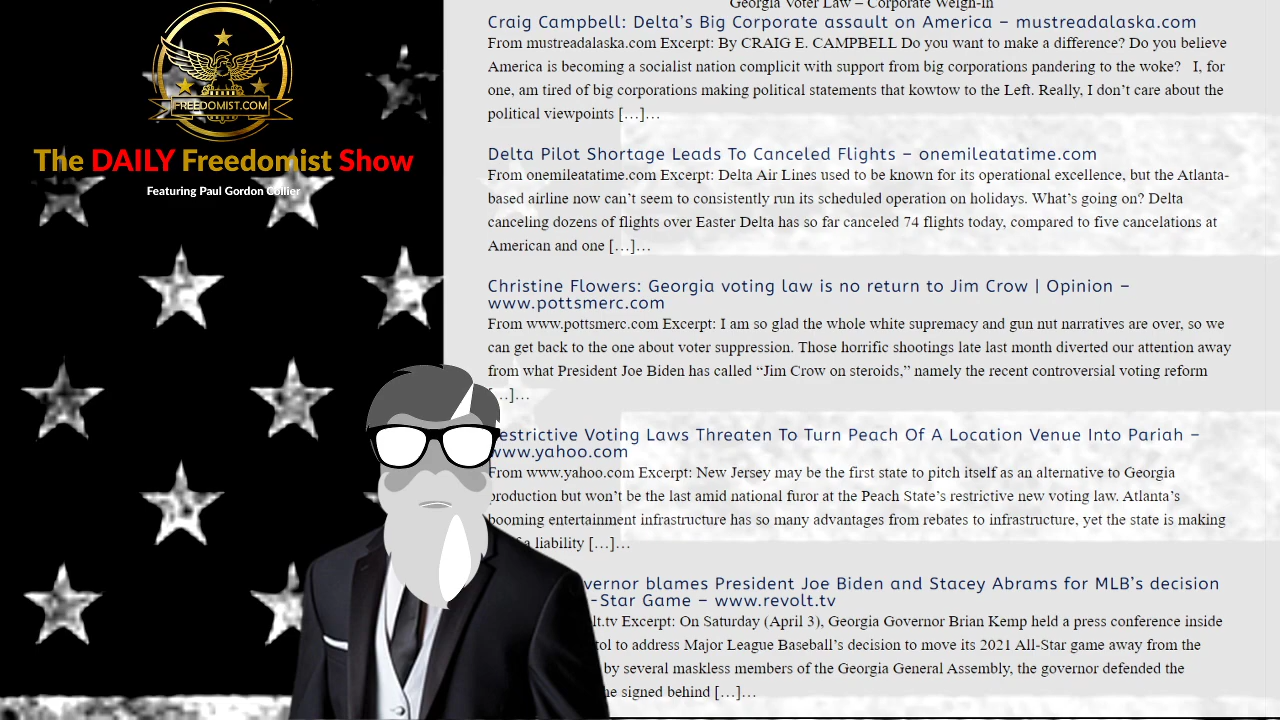 FREEDOMIST.COM
The DAILY Freedomist Show
Featuring Paul Gordon Collier
Georgia Voter Law – Corporate Weigh-in
Craig Campbell: Delta’s Big Corporate assault on America – mustreadalaska.com
From mustreadalaska.com Excerpt: By CRAIG E. CAMPBELL Do you want to make a difference? Do you believe
America is becoming a socialist nation complicit with support from big corporations pandering to the woke? I, for
one, am tired of big corporations making political statements that kowtow to the Left. Really, I don’t care about the
political viewpoints […]…
Delta Pilot Shortage Leads To Canceled Flights – onemileatatime.com
From onemileatatime.com Excerpt: Delta Air Lines used to be known for its operational excellence, but the Atlanta-
based airline now can’t seem to consistently run its scheduled operation on holidays. What’s going on? Delta
canceling dozens of flights over Easter Delta has so far canceled 74 flights today, compared to five cancelations at
American and one […]…
Christine Flowers: Georgia voting law is no return to Jim Crow | Opinion –
www.pottsmerc.com
From www.pottsmerc.com Excerpt: I am so glad the whole white supremacy and gun nut narratives are over, so we
can get back to the one about voter suppression. Those horrific shootings late last month diverted our attention away
from what President Joe Biden has called “Jim Crow on steroids,” namely the recent controversial voting reform
[…]…
estrictive Voting Laws Threaten To Turn Peach Of A Location Venue Into Pariah –
www.yahoo.com
From www.yahoo.com Excerpt: New Jersey may be the first state to pitch itself as an alternative to Georgia
production but won’t be the last amid national furor at the Peach State’s restrictive new voting law. Atlanta’s
booming entertainment infrastructure has so many advantages from rebates to infrastructure, yet the state is making
a liability […]…
vernor blames President Joe Biden and Stacey Abrams for MLB’s decision
-Star Game – www.revolt.tv
lt.tv Excerpt: On Saturday (April 3), Georgia Governor Brian Kemp held a press conference inside
tol to address Major League Baseball’s decision to move its 2021 All-Star game away from the
by several maskless members of the Georgia General Assembly, the governor defended the
he signed behind […]…